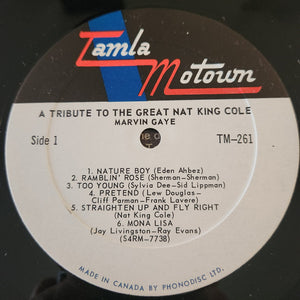 Tamla
Motown
A TRIBUTE TO THE GREAT NAT KING COLE
MARVIN GAYE
Side 1
TM-261
1. NATURE BOY (Eden Ahbez)
2. RAMBLIN' ROSE (Sherman-Sherman)
3. TOO YOUNG (Sylvia Dee-Sid Lippman)
4. PRETEND (Lew Douglas-
Cliff Parman-Frank Lavere)
5. STRAIGHTEN UP AND FLY RIGHT
(Nat King Cole)
6. MONA LISA
(Jay Livingston-Ray Evans)
(S4RM-7738)
MADE IN CANADA BY PHONODISC LTD.